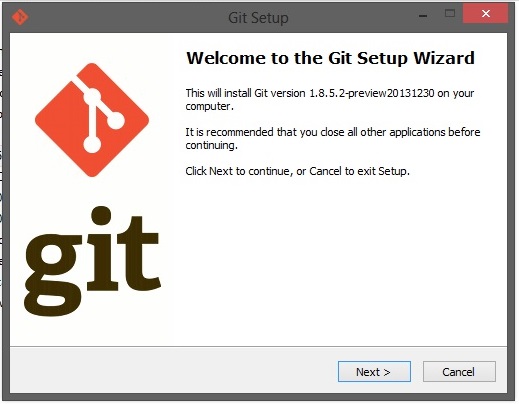 Git Setup
Welcome to the Git Setup Wizard
This will install Git version 1.8.5.2-preview20131230 on your
computer.
It is recommended that you close all other applications before
continuing.
Click Next to continue, or Cancel to exit Setup.
git
Next >
Cancel